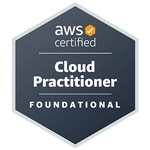 aws
certified
Cloud
Practitioner
FOUNDATIONAL